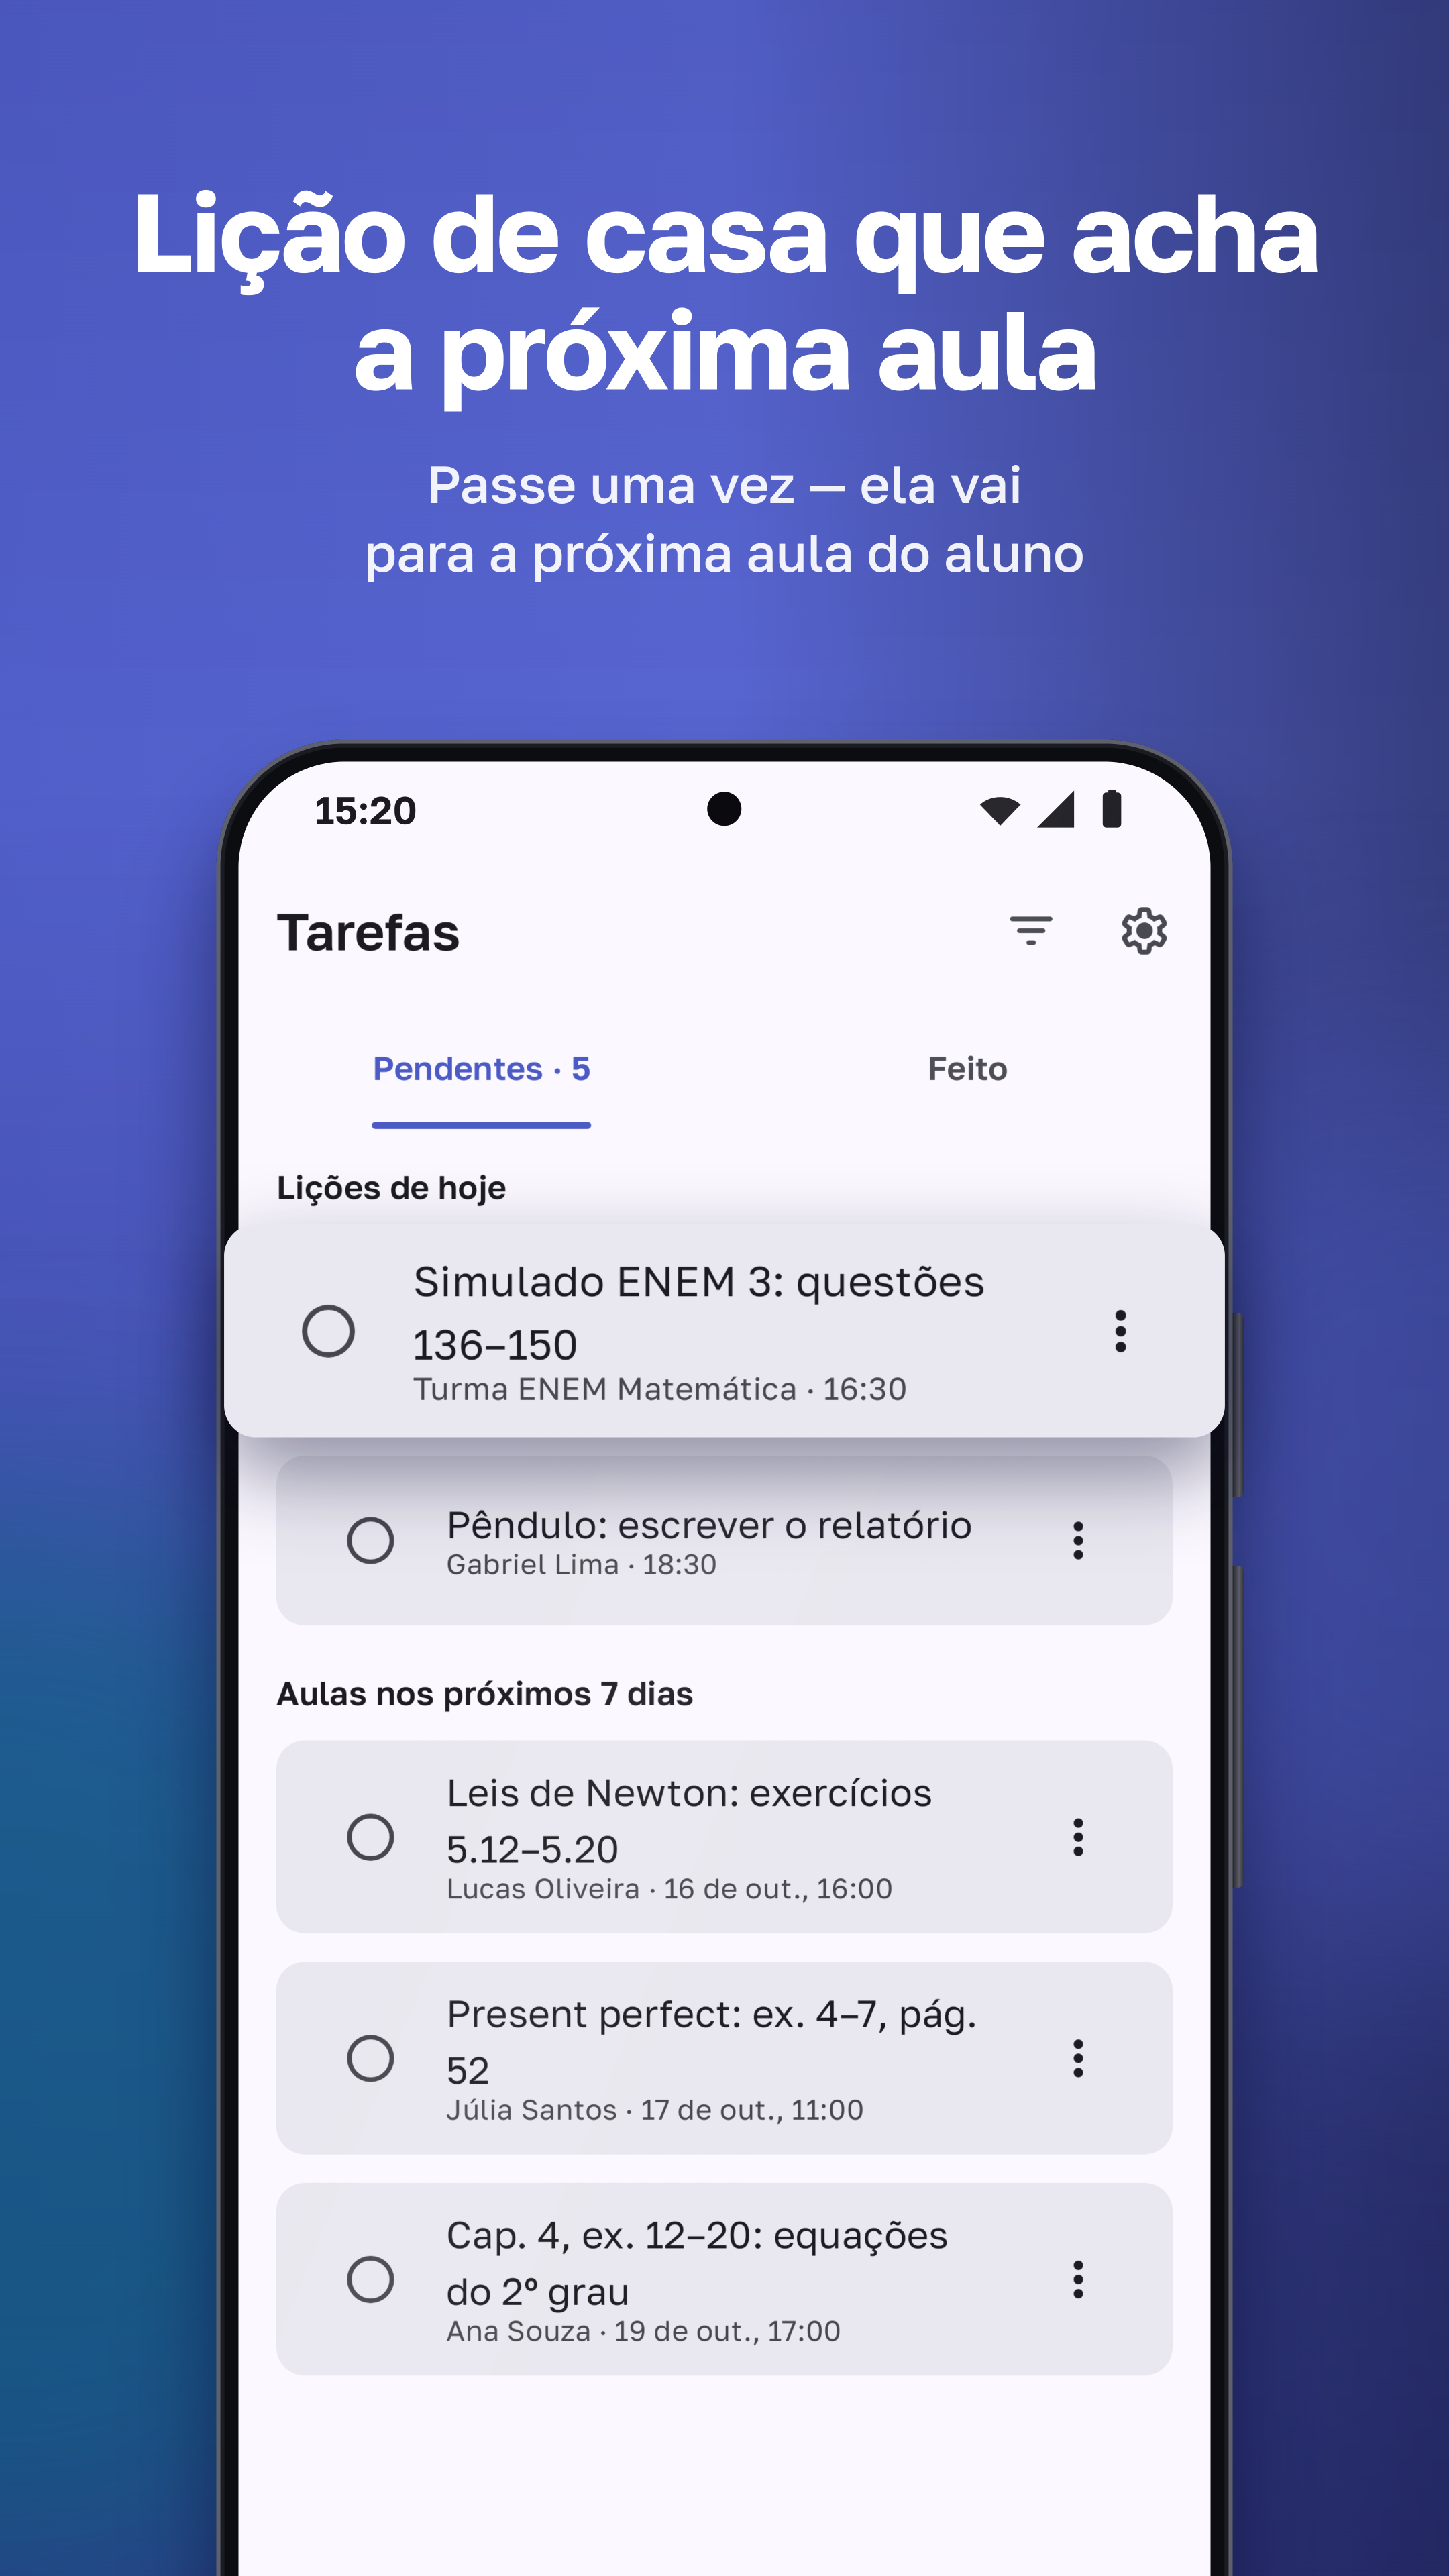 Lição de casa que acha
a próxima aula
Passe uma vez — ela vai
para a próxima aula do aluno
15:20
Tarefas
Pendentes · 5
Feito
Lições de hoje
Simulado ENEM 3: questões
136–150
Turma ENEM Matemática · 16:30
Pêndulo: escrever o relatório
Gabriel Lima · 18:30
Aulas nos próximos 7 dias
Leis de Newton: exercícios
5.12–5.20
Lucas Oliveira · 16 de out., 16:00
Present perfect: ex. 4–7, pág.
52
Júlia Santos · 17 de out., 11:00
Cap. 4, ex. 12–20: equações
do 2º grau
Ana Souza · 19 de out., 17:00